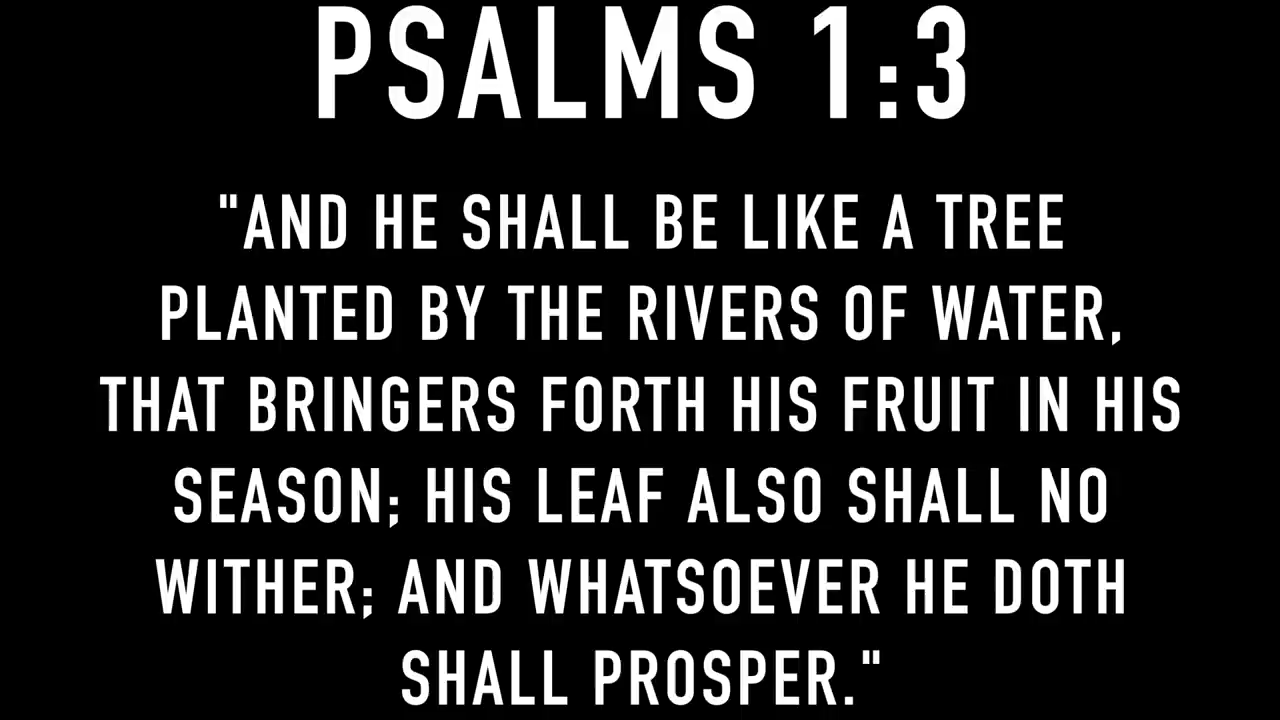 PSALMS 1:3
"AND HE SHALL BE LIKE A TREE
PLANTED BY THE RIVERS OF WATER,
THAT BRINGERS FORTH HIS FRUIT IN HIS
SEASON; HIS LEAF ALSO SHALL NO
WITHER; AND WHATSOEVER HE DOTH
SHALL PROSPER."